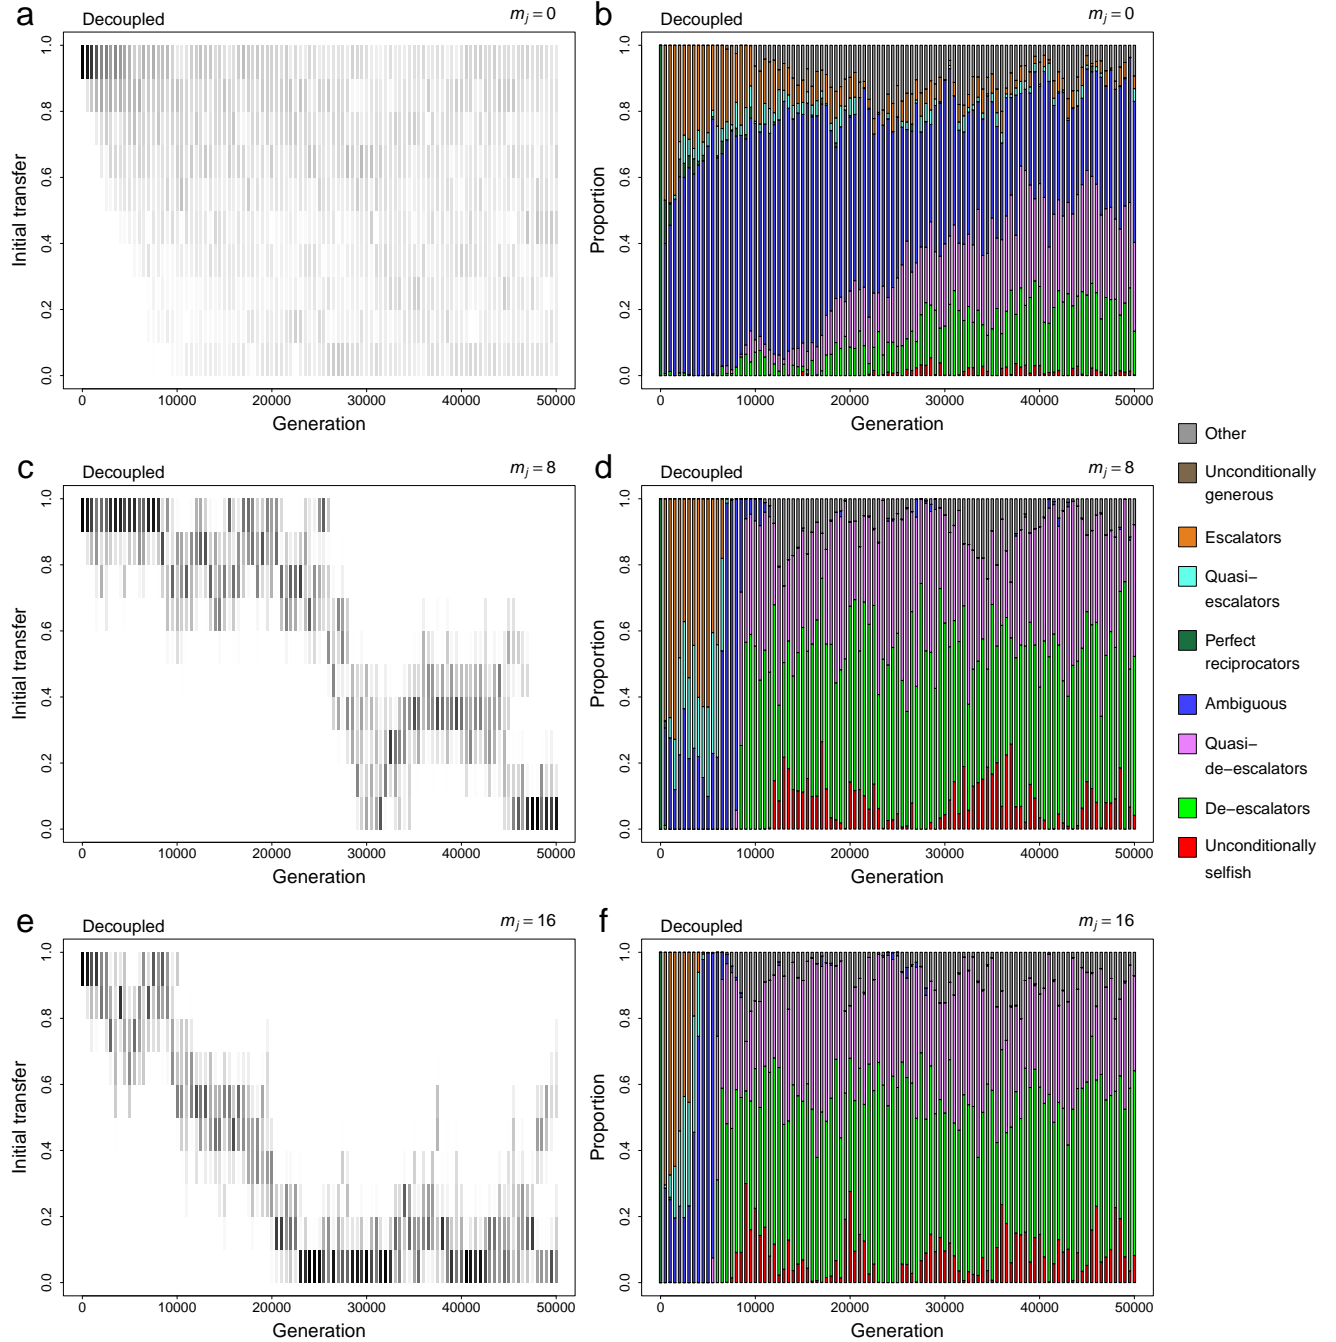 a
Decoupled
m_j = 0
1.0
0.8
0.6
0.4
0.2
0.0
Initial transfer
0 10000 20000 30000 40000 50000
Generation
b
Decoupled
m_j = 0
1.0
0.8
0.6
0.4
0.2
0.0
Proportion
0 10000 20000 30000 40000 50000
Generation
c
Decoupled
m_j = 8
1.0
0.8
0.6
0.4
0.2
0.0
Initial transfer
0 10000 20000 30000 40000 50000
Generation
d
Decoupled
m_j = 8
1.0
0.8
0.6
0.4
0.2
0.0
Proportion
0 10000 20000 30000 40000 50000
Generation
e
Decoupled
m_j = 16
1.0
0.8
0.6
0.4
0.2
0.0
Initial transfer
0 10000 20000 30000 40000 50000
Generation
f
Decoupled
m_j = 16
1.0
0.8
0.6
0.4
0.2
0.0
Proportion
0 10000 20000 30000 40000 50000
Generation
Other
Unconditionally
generous
Escalators
Quasi−
escalators
Perfect
reciprocators
Ambiguous
Quasi−
de−escalators
De−escalators
Unconditionally
selfish